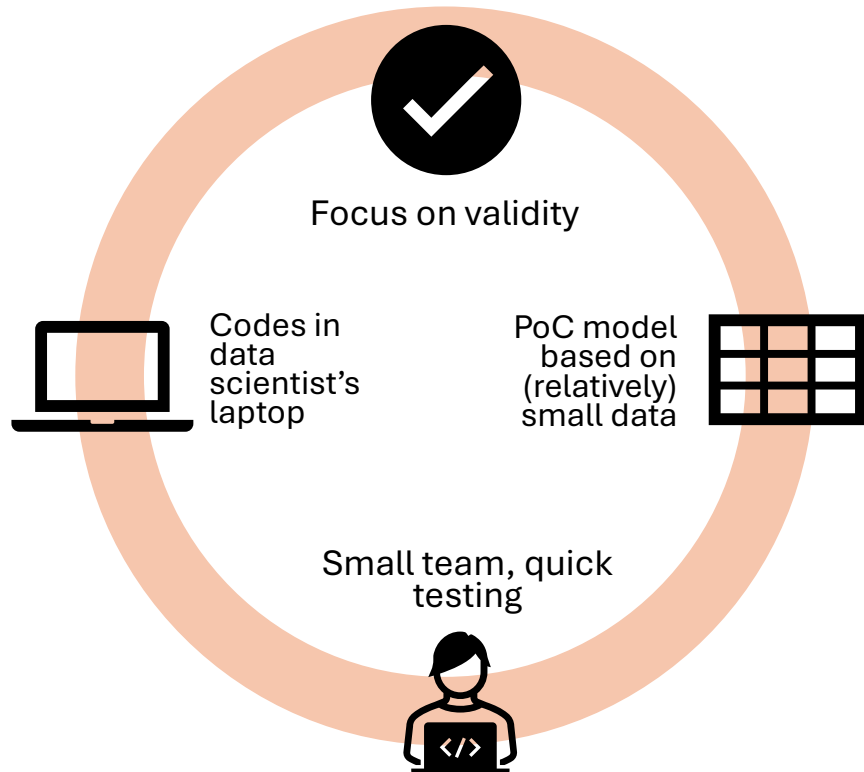 Focus on validity
Codes in
data
scientist’s
laptop
PoC model
based on
(relatively)
small data
Small team, quick
testing
</>